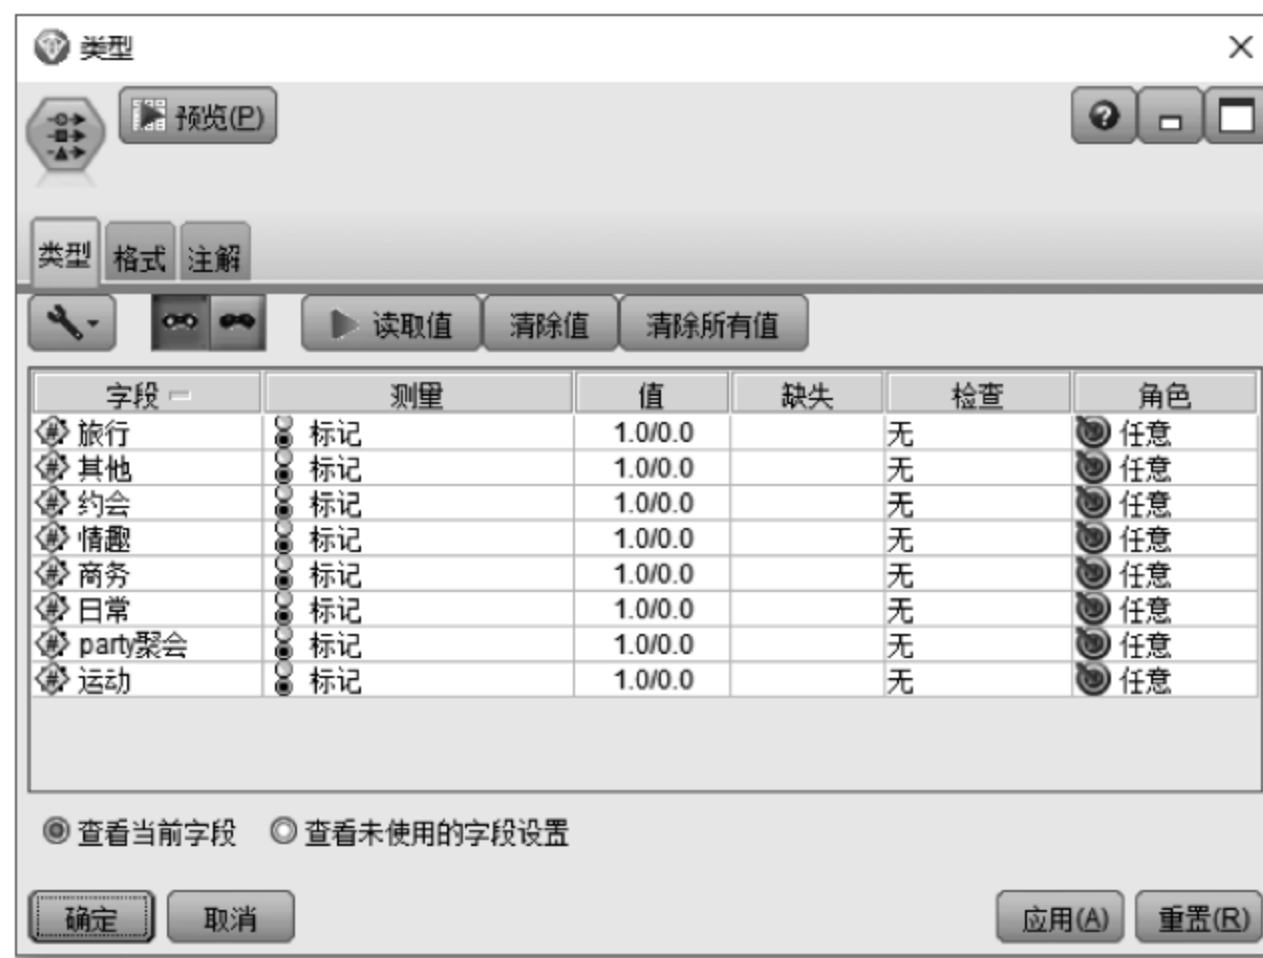 类型
预览(P)
类型 格式 注解
读取值 清除值 清除所有值
字段 测量 值 缺失 检查 角色
旅行 标记 1.0/0.0 无 任意
其他 标记 1.0/0.0 无 任意
约会 标记 1.0/0.0 无 任意
情趣 标记 1.0/0.0 无 任意
商务 标记 1.0/0.0 无 任意
日常 标记 1.0/0.0 无 任意
party聚会 标记 1.0/0.0 无 任意
运动 标记 1.0/0.0 无 任意
查看当前字段 查看未使用的字段设置
确定 取消 应用(A) 重置(R)